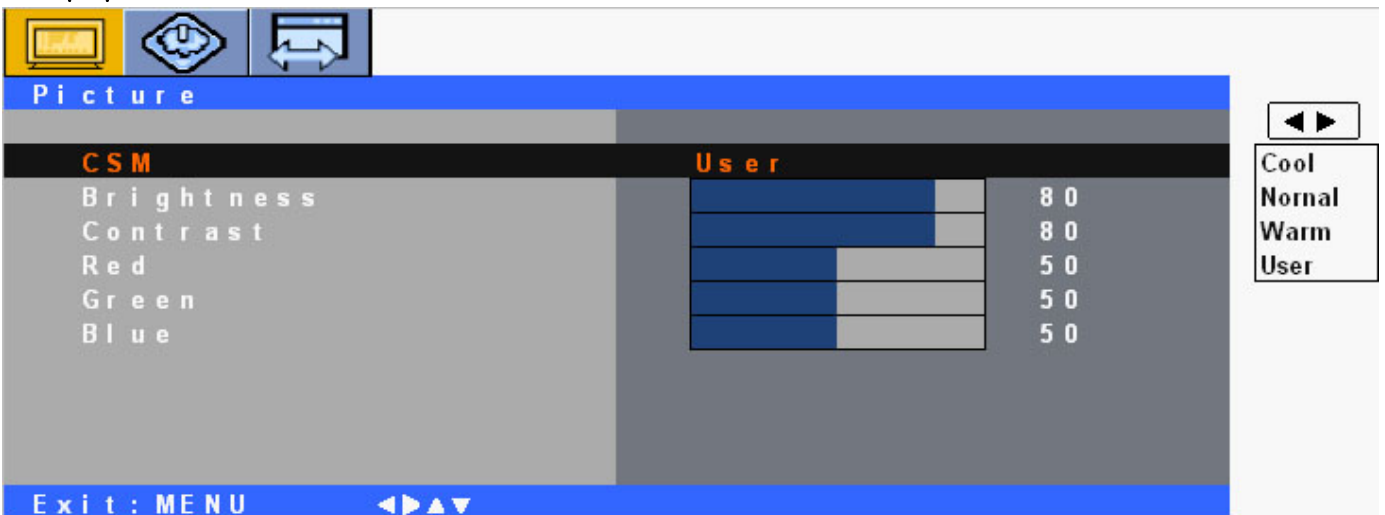 Picture
CSM User
Brightness 80
Contrast 80
Red 50
Green 50
Blue 50
Exit: MENU ◀▶▲▼
◀▶
Cool
Nornal
Warm
User